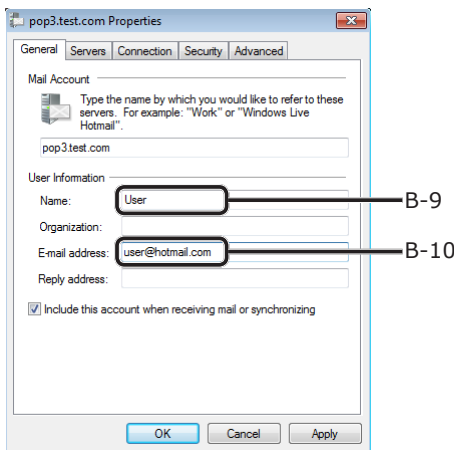 pop3.test.com Properties
General Servers Connection Security Advanced
Mail Account
Type the name by which you would like to refer to these
servers. For example: "Work" or "Windows Live
Hotmail".
pop3.test.com
User Information
Name: User B-9
Organization:
E-mail address: user@hotmail.com B-10
Reply address:
Include this account when receiving mail or synchronizing
OK Cancel Apply